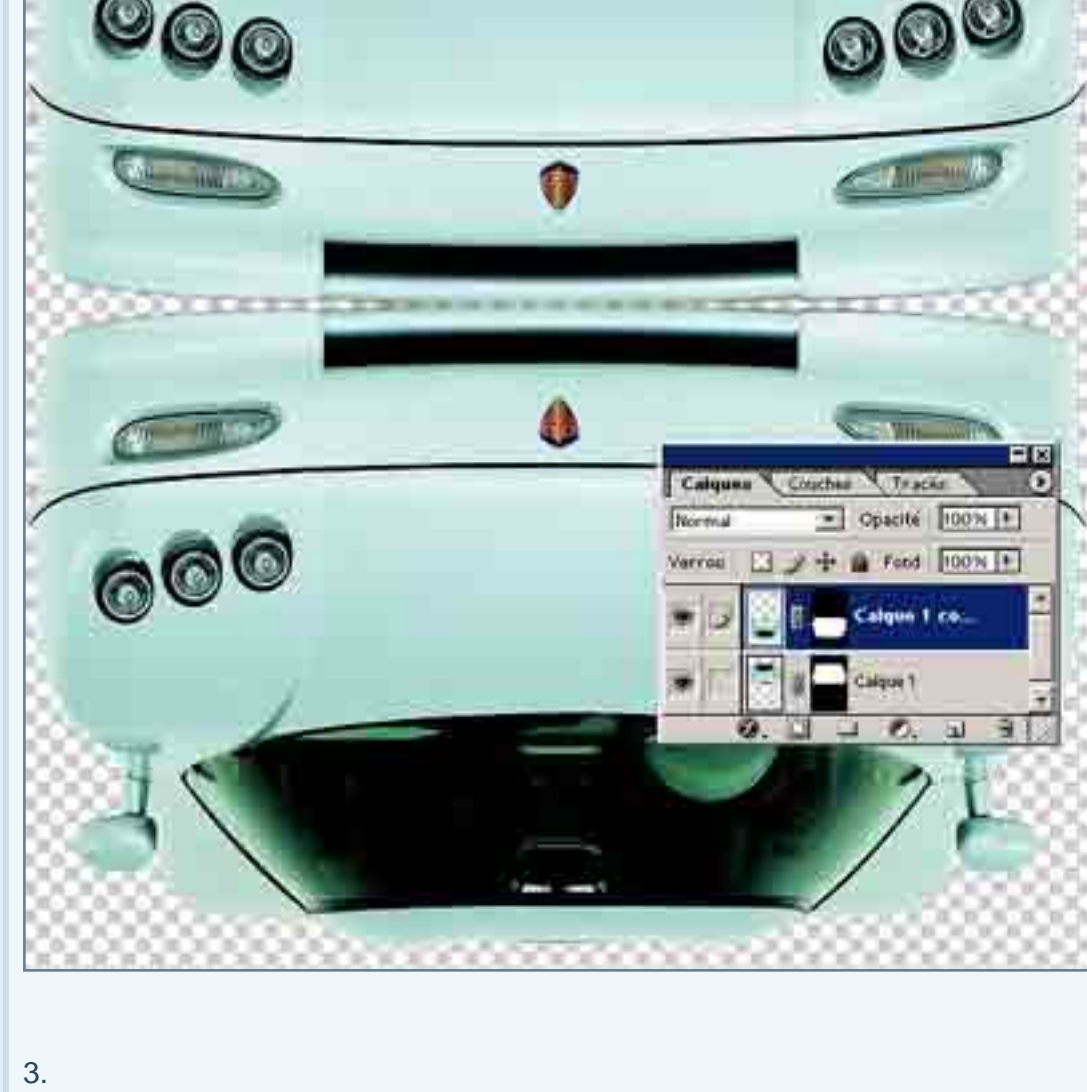 Calques Couches Tracés
Normal Opacité 100%
Verrou Fond 100%
Calque 1 co...
Calque 1
3.